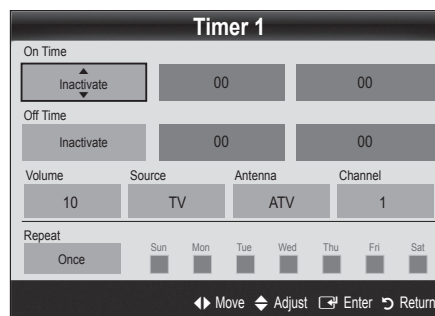 Timer 1
On Time
Inactivate 00 00
Off Time
Inactivate 00 00
Volume Source Antenna Channel
10 TV ATV 1
Repeat
Once Sun Mon Tue Wed Thu Fri Sat
Move Adjust Enter Return